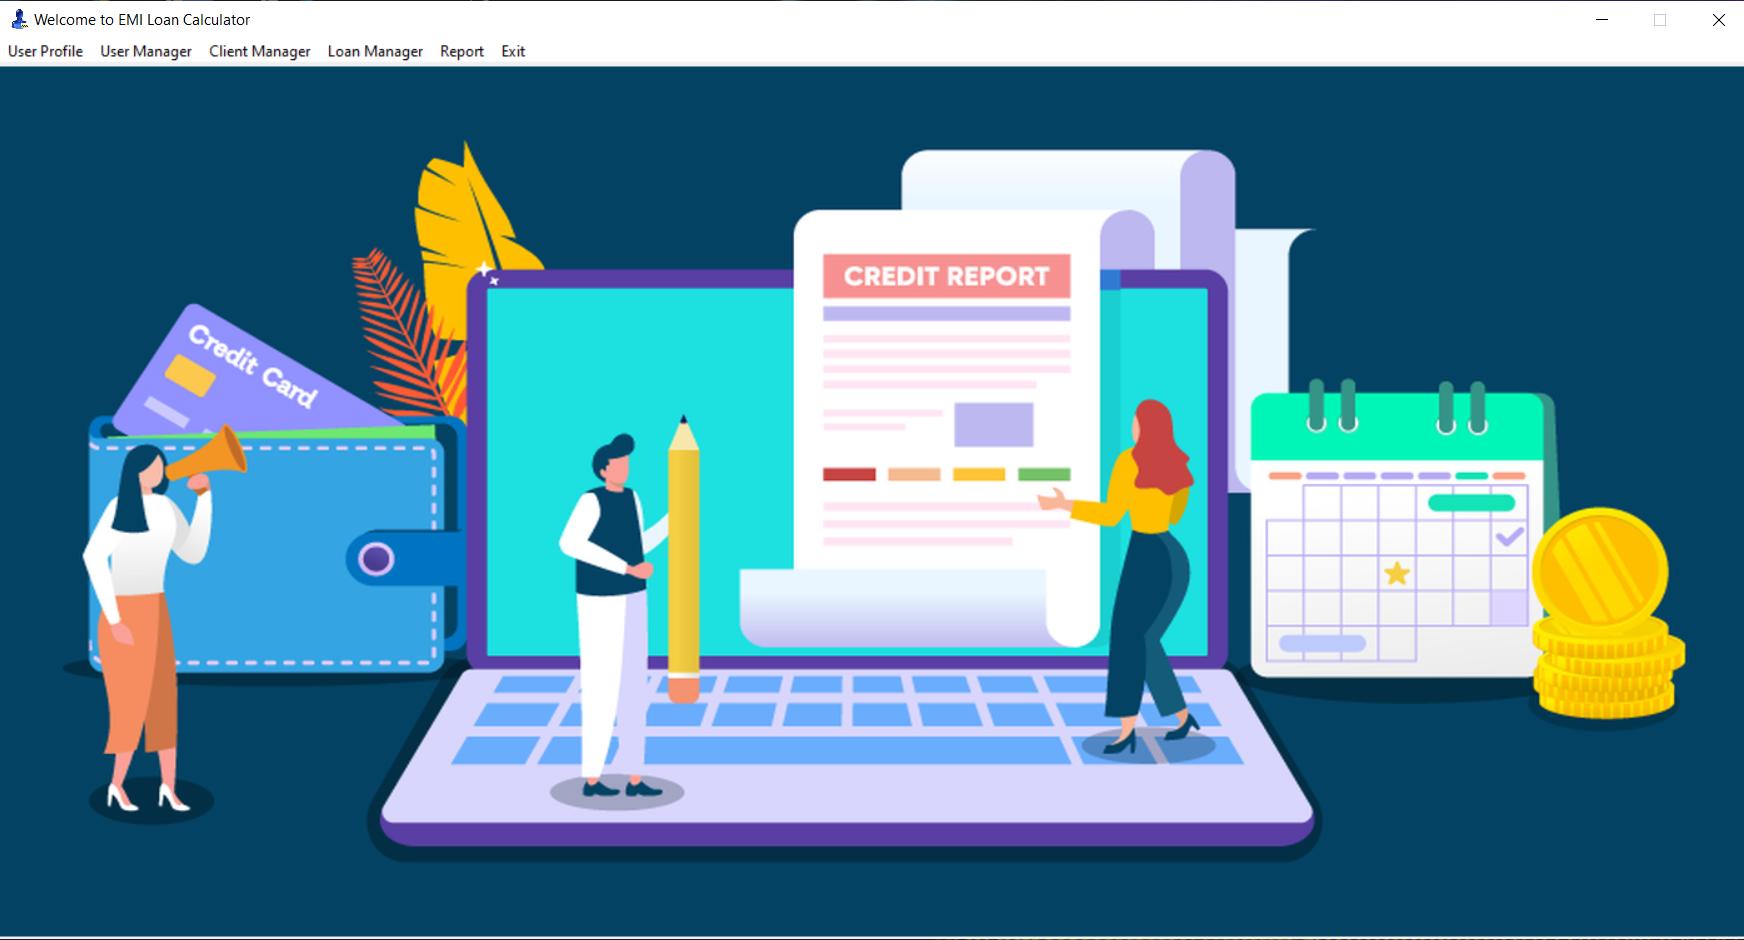 Welcome to EMI Loan Calculator
User Profile User Manager Client Manager Loan Manager Report Exit
CREDIT REPORT
Credit Card